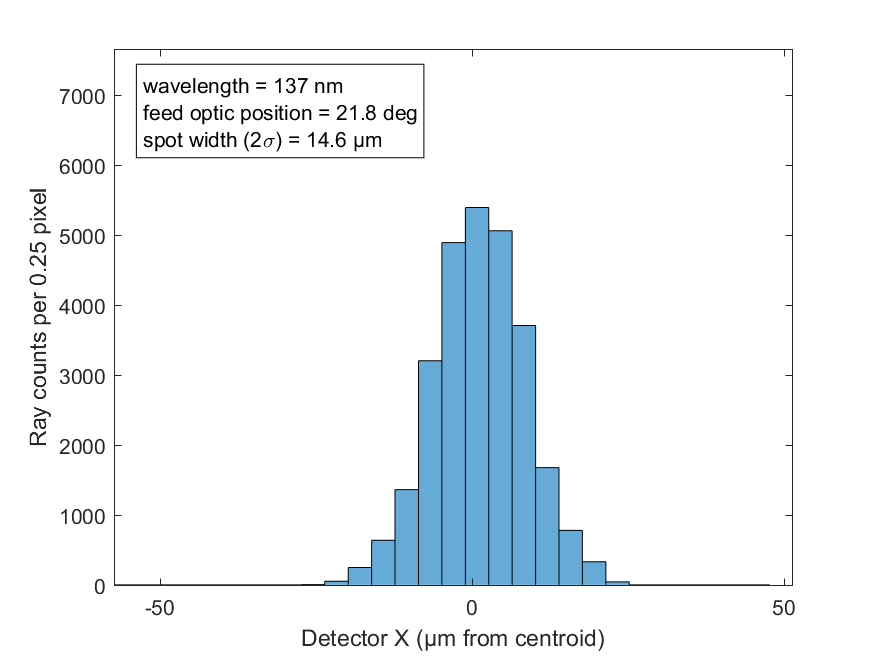 wavelength = 137 nm
feed optic position = 21.8 deg
spot width (2σ) = 14.6 µm
7000
6000
5000
4000
3000
2000
1000
0
Ray counts per 0.25 pixel
-50
0
50
Detector X (µm from centroid)